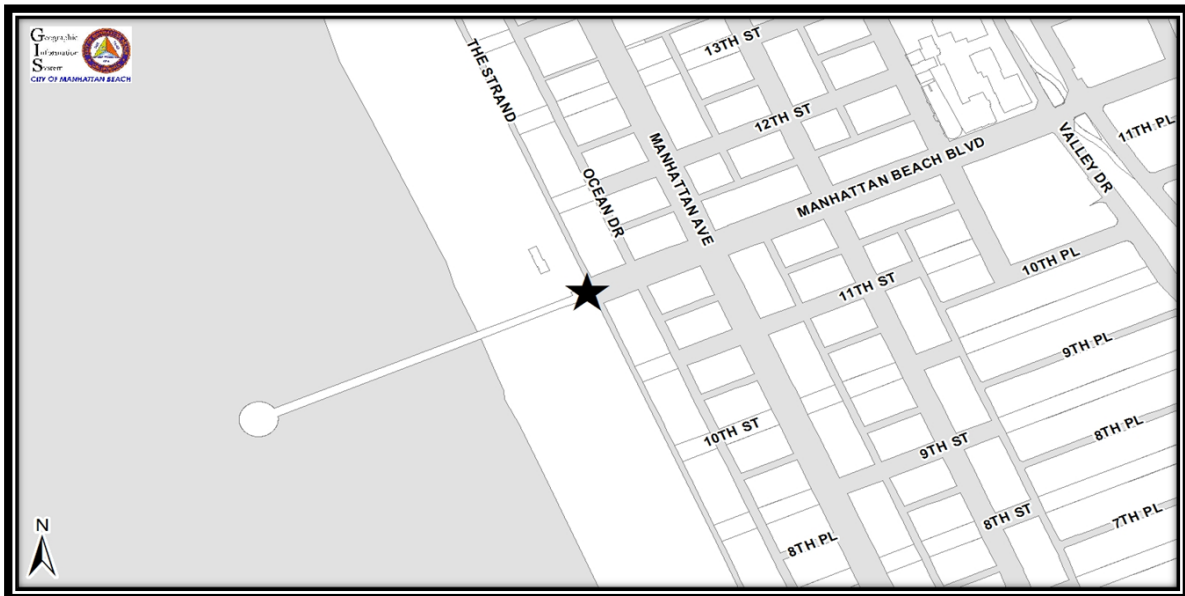 Geographic
Information
System
CITY OF MANHATTAN BEACH
THE STRAND
13TH ST
12TH ST
OCEAN DR
MANHATTAN AVE
MANHATTAN BEACH BLVD
VALLEY DR
11TH PL
10TH PL
11TH ST
9TH PL
10TH ST
9TH ST
8TH PL
8TH ST
7TH PL
8TH PL
N